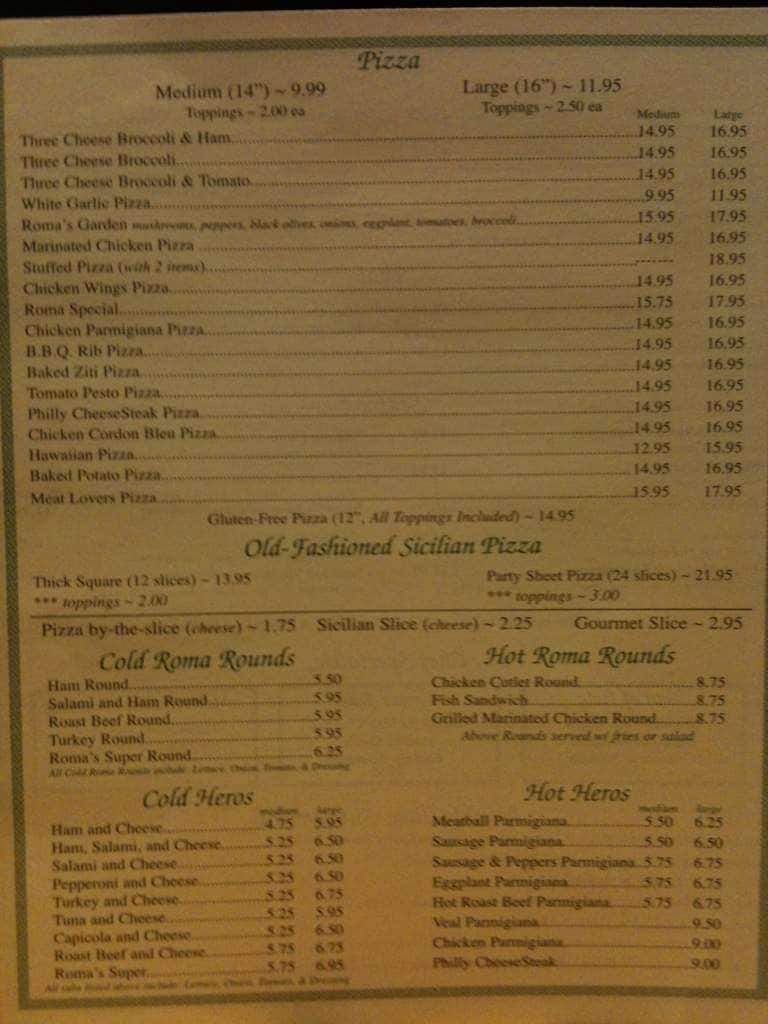 Pizza
Medium (14”) ~ 9.99 Large (16”) ~ 11.95
Toppings ~ 2.00 ea Toppings ~ 2.50 ea
Medium Large
Three Cheese Broccoli & Ham 14.95 16.95
Three Cheese Broccoli 14.95 16.95
Three Cheese Broccoli & Tomato 14.95 16.95
White Garlic Pizza 9.95 11.95
Roma's Garden mushrooms, peppers, black olives, onions, eggplant, tomatoes, broccoli 15.95 17.95
Marinated Chicken Pizza 14.95 16.95
Stuffed Pizza (with 2 items) ------ 18.95
Chicken Wings Pizza 14.95 16.95
Roma Special 15.75 17.95
Chicken Parmigiana Pizza 14.95 16.95
B.B.Q. Rib Pizza 14.95 16.95
Baked Ziti Pizza 14.95 16.95
Tomato Pesto Pizza 14.95 16.95
Philly CheeseSteak Pizza 14.95 16.95
Chicken Cordon Bleu Pizza 14.95 16.95
Hawaiian Pizza 12.95 15.95
Baked Potato Pizza 14.95 16.95
Meat Lovers Pizza 15.95 17.95
Gluten-Free Pizza (12”, All Toppings Included) ~ 14.95
Old-Fashioned Sicilian Pizza
Thick Square (12 slices) ~ 13.95 Party Sheet Pizza (24 slices) ~ 21.95
*** toppings ~ 2.00 *** toppings ~ 3.00
Pizza by-the-slice (cheese) ~ 1.75 Sicilian Slice (cheese) ~ 2.25 Gourmet Slice ~ 2.95
Cold Roma Rounds
Ham Round 5.50
Salami and Ham Round 5.95
Roast Beef Round 5.95
Turkey Round 5.95
Roma's Super Round 6.25
All Cold Roma Rounds include: Lettuce, Onion, Tomato, & Dressing
Hot Roma Rounds
Chicken Cutlet Round 8.75
Fish Sandwich 8.75
Grilled Marinated Chicken Round 8.75
Above Rounds served w/ fries or salad
Cold Heros
medium large
Ham and Cheese 4.75 5.95
Ham, Salami, and Cheese 5.25 6.50
Salami and Cheese 5.25 6.50
Pepperoni and Cheese 5.25 6.50
Turkey and Cheese 5.25 6.75
Tuna and Cheese 5.25 5.95
Capicola and Cheese 5.25 6.50
Roast Beef and Cheese 5.75 6.75
Roma's Super 5.75 6.95
All subs listed above include: Lettuce, Onion, Tomato, & Dressing
Hot Heros
medium large
Meatball Parmigiana 5.50 6.25
Sausage Parmigiana 5.50 6.50
Sausage & Peppers Parmigiana 5.75 6.75
Eggplant Parmigiana 5.75 6.75
Hot Roast Beef Parmigiana 5.75 6.75
Veal Parmigiana 9.50
Chicken Parmigiana 9.00
Philly CheeseSteak 9.00